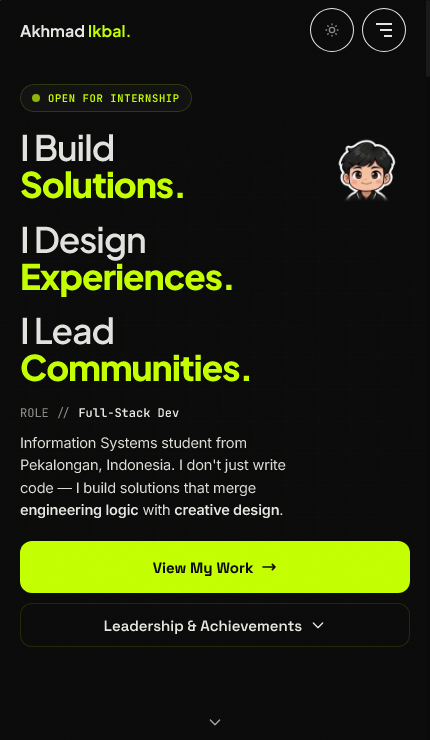 Akhmad Ikbal.
OPEN FOR INTERNSHIP
I Build
Solutions.
I Design
Experiences.
I Lead
Communities.
ROLE // Full-Stack Dev
Information Systems student from
Pekalongan, Indonesia. I don't just write
code — I build solutions that merge
engineering logic with creative design.
View My Work →
Leadership & Achievements